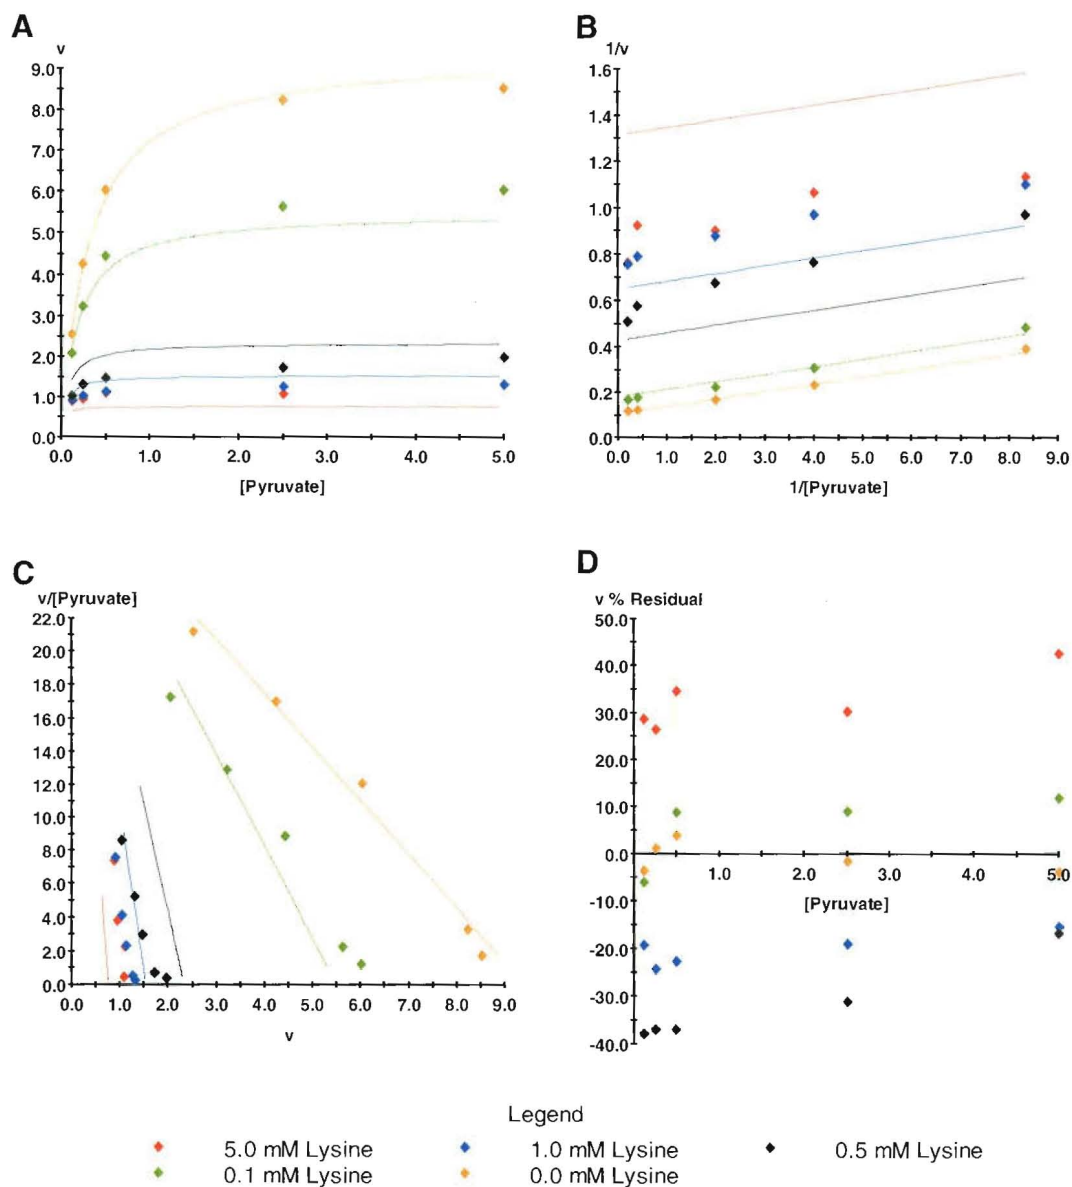 A
v
9.0
8.0
7.0
6.0
5.0
4.0
3.0
2.0
1.0
0.0
0.0 1.0 2.0 3.0 4.0 5.0
[Pyruvate]
B
1/v
1.6
1.4
1.2
1.0
0.8
0.6
0.4
0.2
0.0
0.0 1.0 2.0 3.0 4.0 5.0 6.0 7.0 8.0 9.0
1/[Pyruvate]
C
v/[Pyruvate]
22.0
20.0
18.0
16.0
14.0
12.0
10.0
8.0
6.0
4.0
2.0
0.0
0.0 1.0 2.0 3.0 4.0 5.0 6.0 7.0 8.0 9.0
v
D
v % Residual
50.0
40.0
30.0
20.0
10.0
0.0
-10.0
-20.0
-30.0
-40.0
1.0 2.0 3.0 4.0 5.0
[Pyruvate]
Legend
5.0 mM Lysine 1.0 mM Lysine 0.5 mM Lysine
0.1 mM Lysine 0.0 mM Lysine